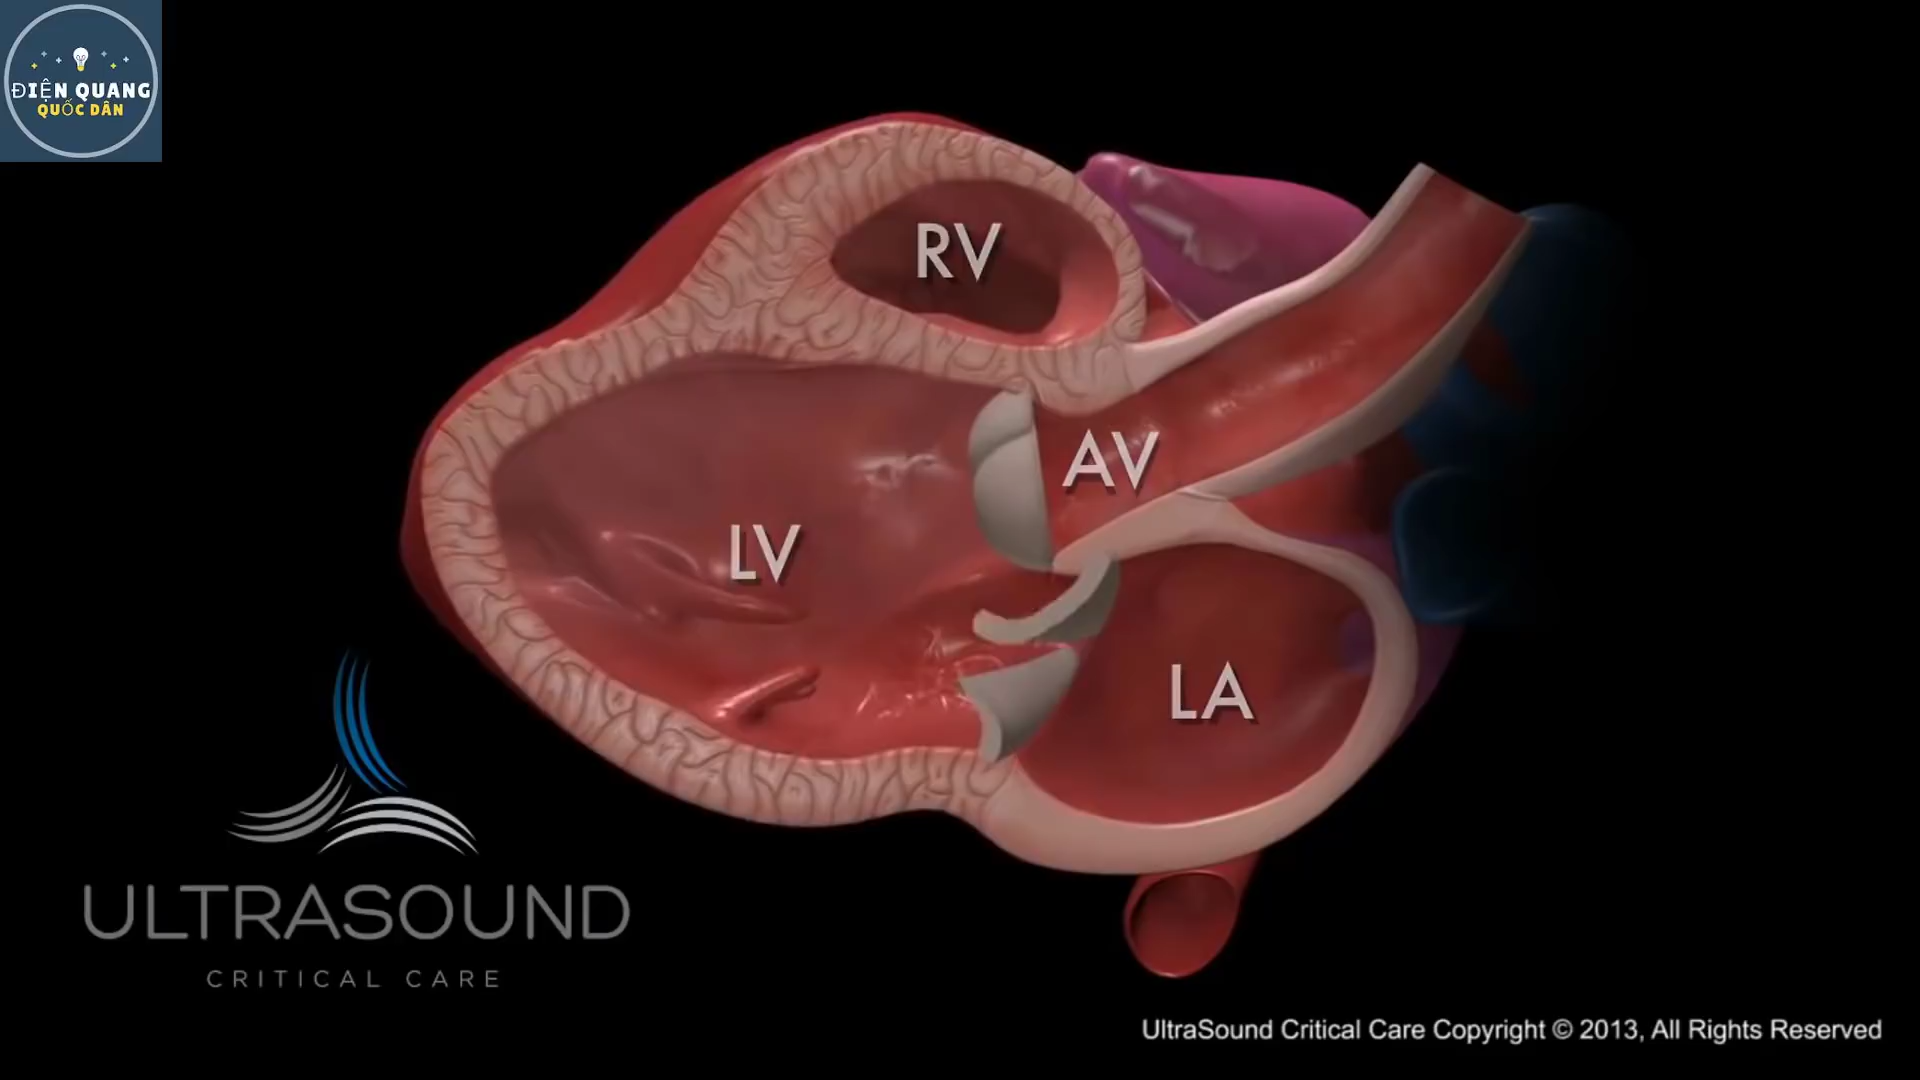 ĐIỆN QUANG
QUỐC DÂN
RV
AV
LV
LA
ULTRASOUND
CRITICAL CARE
UltraSound Critical Care Copyright © 2013, All Rights Reserved